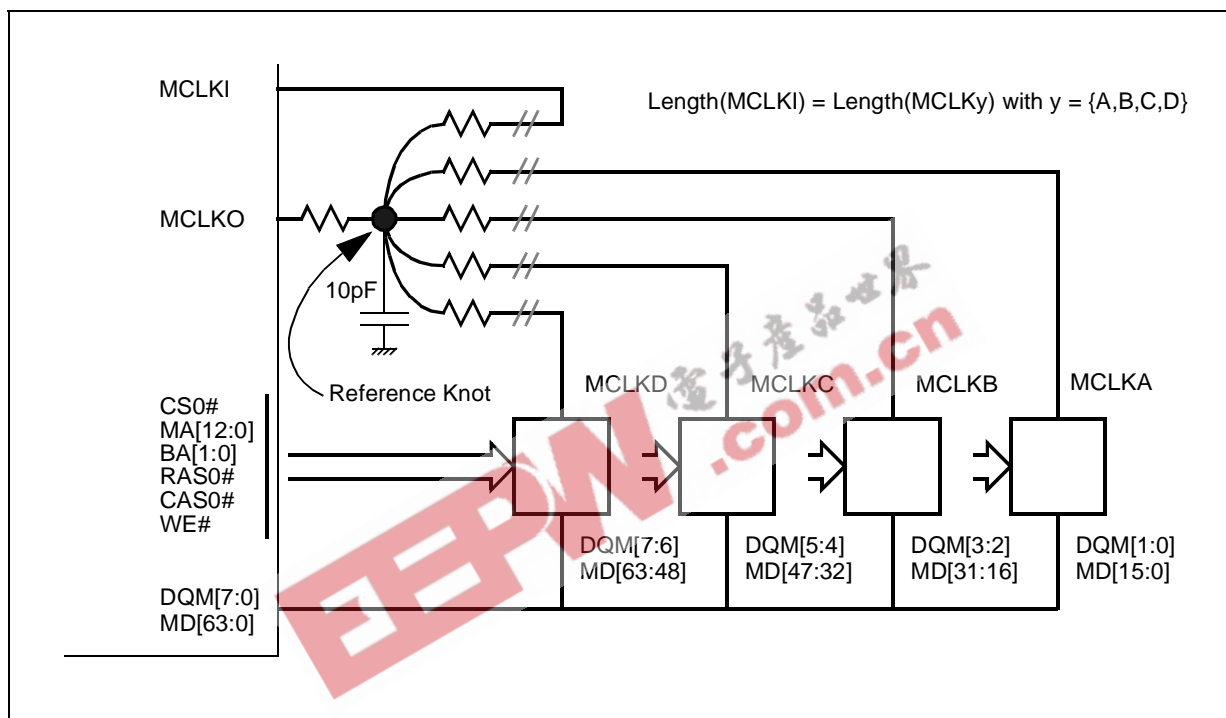 MCLKI
Length(MCLKI) = Length(MCLKy) with y = {A,B,C,D}
MCLKO
10pF
Reference Knot
MCLKD
MCLKC
MCLKB
MCLKA
CS0#
MA[12:0]
BA[1:0]
RAS0#
CAS0#
WE#
DQM[7:6]
MD[63:48]
DQM[5:4]
MD[47:32]
DQM[3:2]
MD[31:16]
DQM[1:0]
MD[15:0]
DQM[7:0]
MD[63:0]
EEPW
電子産品世界
.com.cn